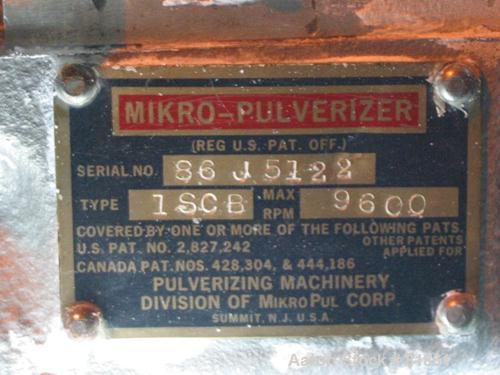 MIKRO-PULVERIZER
(REG U.S. PAT. OFF.)
SERIAL NO. 86 J 5122
TYPE 1SCB MAX RPM 9600
COVERED BY ONE OR MORE OF THE FOLLOWING PATS.
U.S. PAT. NO. 2,827,242 OTHER PATENTS APPLIED FOR
CANADA PAT. NOS. 428,304, & 444,186
PULVERIZING MACHINERY
DIVISION OF MIKROPUL CORP.
SUMMIT, N.J. U.S.A.